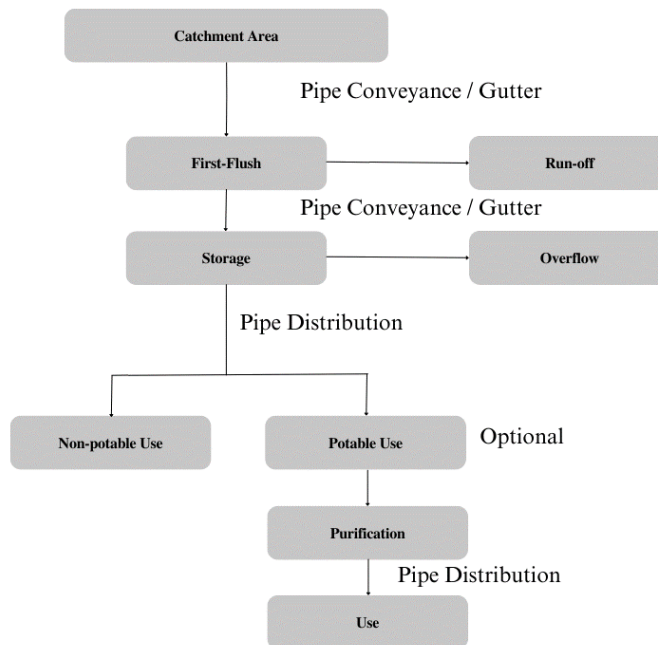 Catchment Area
Pipe Conveyance / Gutter
First-Flush
Run-off
Pipe Conveyance / Gutter
Storage
Overflow
Pipe Distribution
Non-potable Use
Potable Use
Optional
Purification
Pipe Distribution
Use